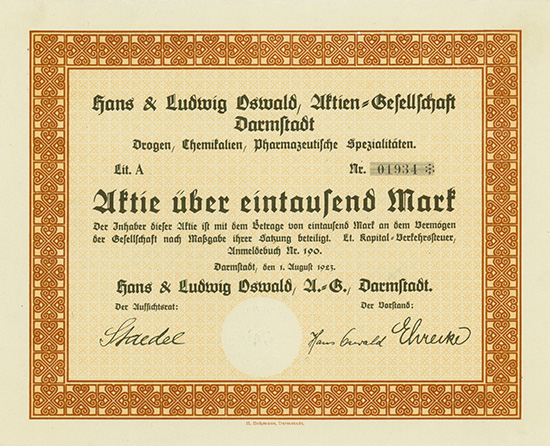 Hans & Ludwig Oswald, Aktien=Gesellschaft
Darmstadt
Drogen, Chemikalien, Pharmazeutische Spezialitäten.
Lit. A Nr. 01934 *
Aktie über eintausend Mark
Der Inhaber dieser Aktie ist mit dem Betrage von eintausend Mark an dem Vermögen
der Gesellschaft nach Maßgabe ihrer Satzung beteiligt. Lt. Kapital-Verkehrssteuer,
Anmeldebuch Nr. 190.
Darmstadt, den 1. August 1923.
Hans & Ludwig Oswald, A.-G., Darmstadt.
Der Aufsichtsrat: Der Vorstand:
Staedel Hans Oswald Ehrecke
Darmstadt.